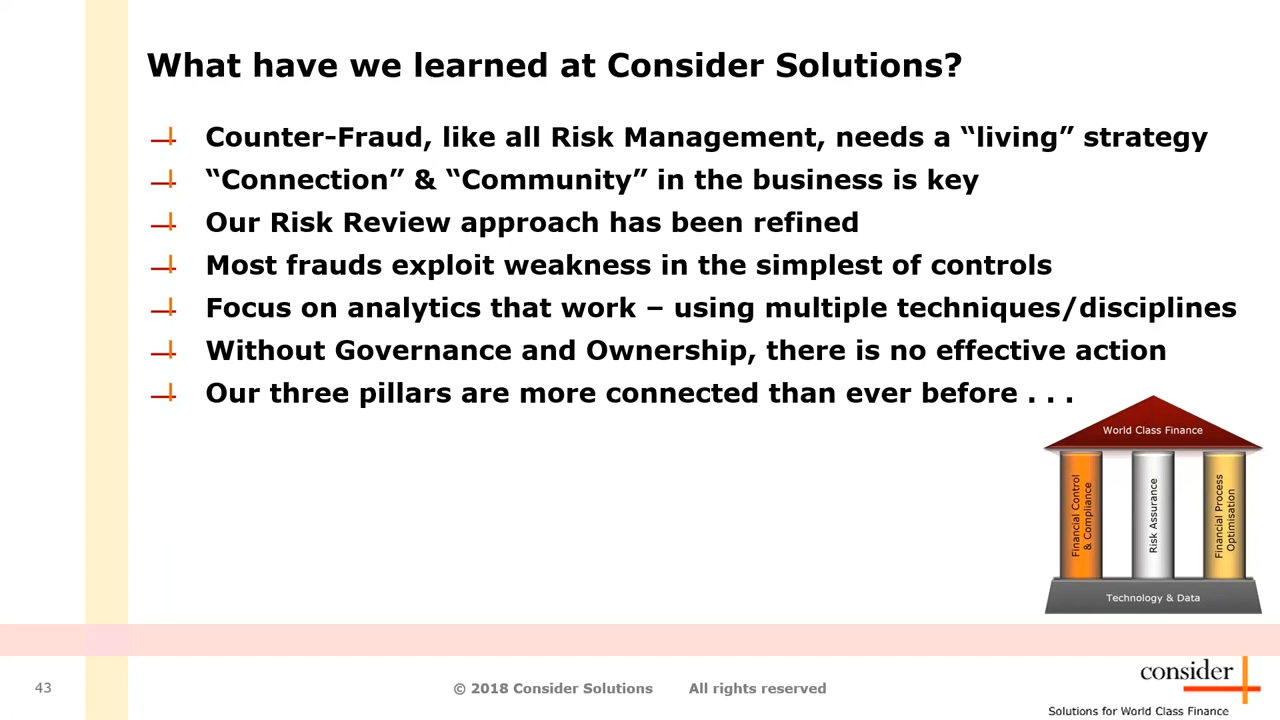 What have we learned at Consider Solutions?
Counter-Fraud, like all Risk Management, needs a “living” strategy
“Connection” & “Community” in the business is key
Our Risk Review approach has been refined
Most frauds exploit weakness in the simplest of controls
Focus on analytics that work – using multiple techniques/disciplines
Without Governance and Ownership, there is no effective action
Our three pillars are more connected than ever before . . .
World Class Finance
Financial Control
& Compliance
Risk Assurance
Financial Process
Optimisation
Technology & Data
43
© 2018 Consider Solutions All rights reserved
consider
Solutions for World Class Finance